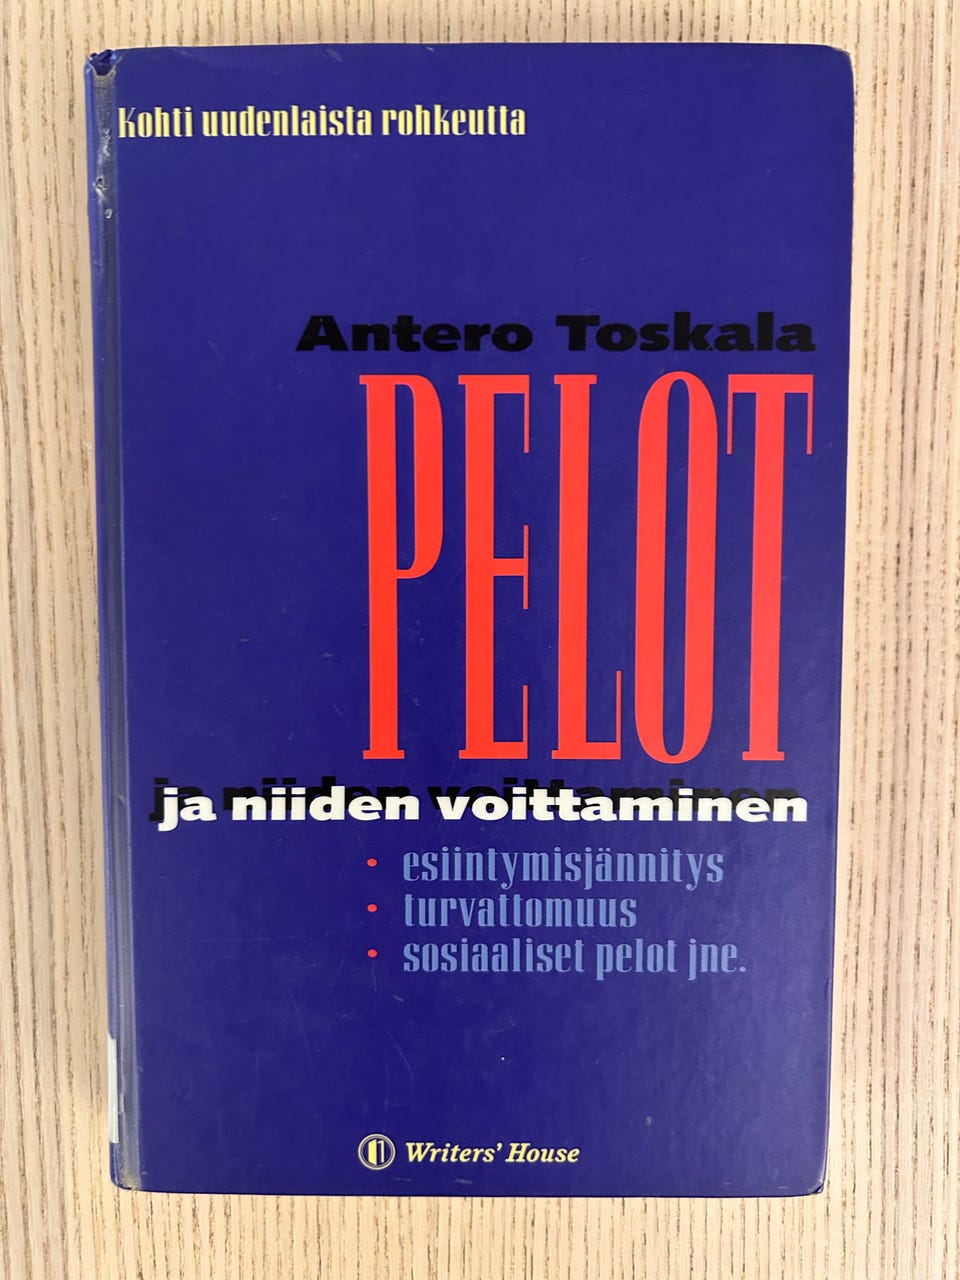 Kohti uudenlaista rohkeutta
Antero Toskala
PELOT
ja niiden voittaminen
• esiintymisjännitys
• turvattomuus
• sosiaaliset pelot jne.
Writers' House